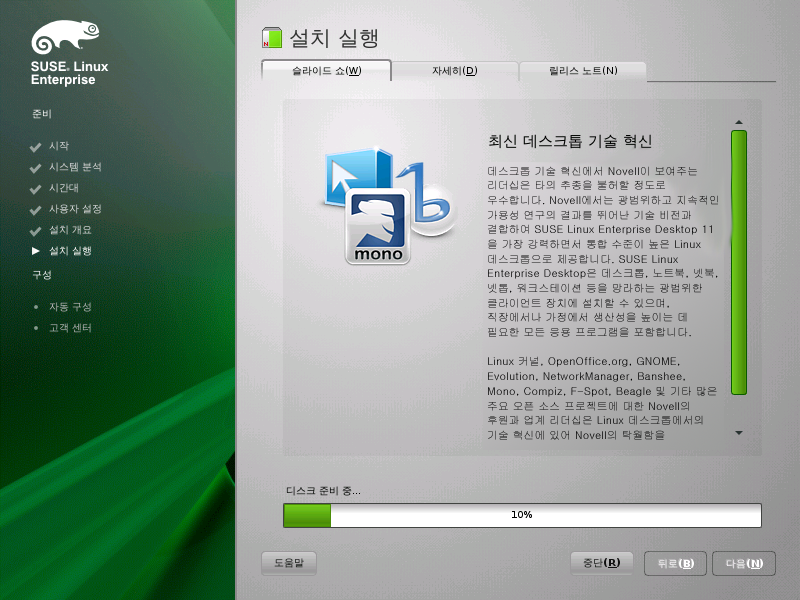 SUSE. Linux
Enterprise
준비
시작
시스템 분석
시간대
사용자 설정
설치 개요
설치 실행
구성
자동 구성
고객 센터
설치 실행
슬라이드 쇼(W)
자세히(D)
릴리스 노트(N)
mono
최신 데스크톱 기술 혁신
데스크톱 기술 혁신에서 Novell이 보여주는
리더십은 타의 추종을 불허할 정도로
우수합니다. Novell에서는 광범위하고 지속적인
가용성 연구의 결과를 뛰어난 기술 비전과
결합하여 SUSE Linux Enterprise Desktop 11
을 가장 강력하면서 통합 수준이 높은 Linux
데스크톱으로 제공합니다. SUSE Linux
Enterprise Desktop은 데스크톱, 노트북, 넷북,
넷톱, 워크스테이션 등을 망라하는 광범위한
클라이언트 장치에 설치할 수 있으며,
직장에서나 가정에서 생산성을 높이는 데
필요한 모든 응용 프로그램을 포함합니다.
Linux 커널, OpenOffice.org, GNOME,
Evolution, NetworkManager, Banshee,
Mono, Compiz, F-Spot, Beagle 및 기타 많은
주요 오픈 소스 프로젝트에 대한 Novell의
후원과 업계 리더십은 Linux 데스크톱에서의
기술 혁신에 있어 Novell의 탁월함을
디스크 준비 중...
10%
도움말
중단(R)
뒤로(B)
다음(N)